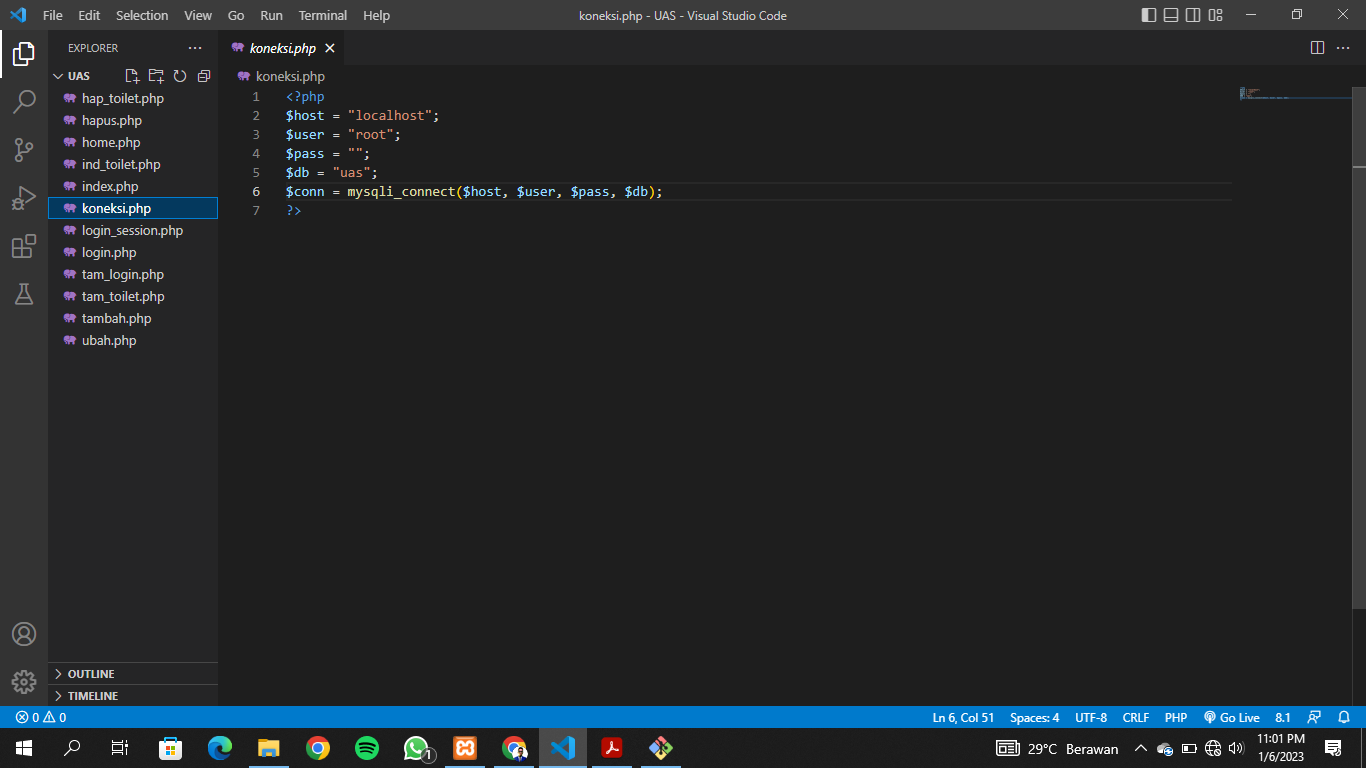 File Edit Selection View Go Run Terminal Help koneksi.php - UAS - Visual Studio Code
EXPLORER
UAS
hap_toilet.php
hapus.php
home.php
ind_toilet.php
index.php
koneksi.php
login_session.php
login.php
tam_login.php
tam_toilet.php
tambah.php
ubah.php
OUTLINE
TIMELINE
koneksi.php
koneksi.php
1 <?php
2 $host = "localhost";
3 $user = "root";
4 $pass = "";
5 $db = "uas";
6 $conn = mysqli_connect($host, $user, $pass, $db);
7 ?>
0 0 Ln 6, Col 51 Spaces: 4 UTF-8 CRLF PHP Go Live 8.1
1 29°C Berawan 11:01 PM
1/6/2023